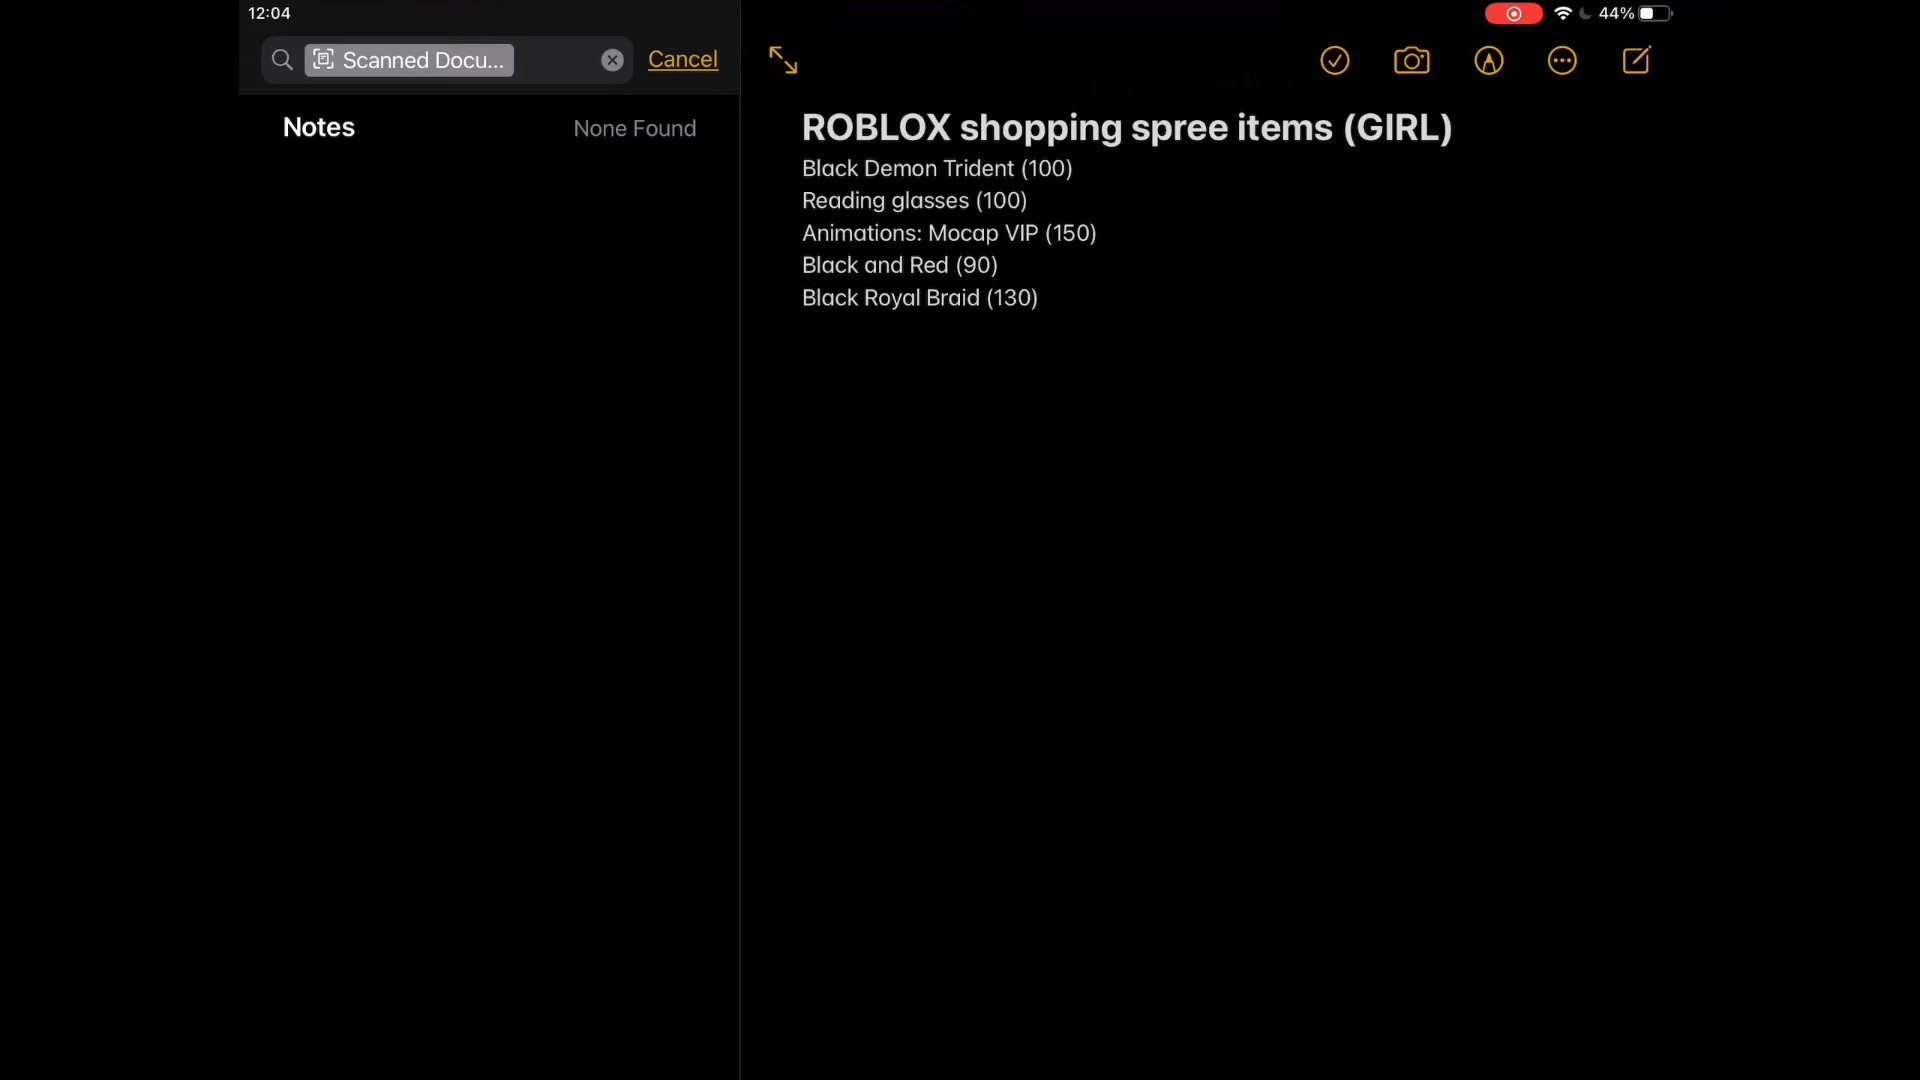 12:04
44%
Scanned Docu...
Cancel
Notes
None Found
ROBLOX shopping spree items (GIRL)
Black Demon Trident (100)
Reading glasses (100)
Animations: Mocap VIP (150)
Black and Red (90)
Black Royal Braid (130)